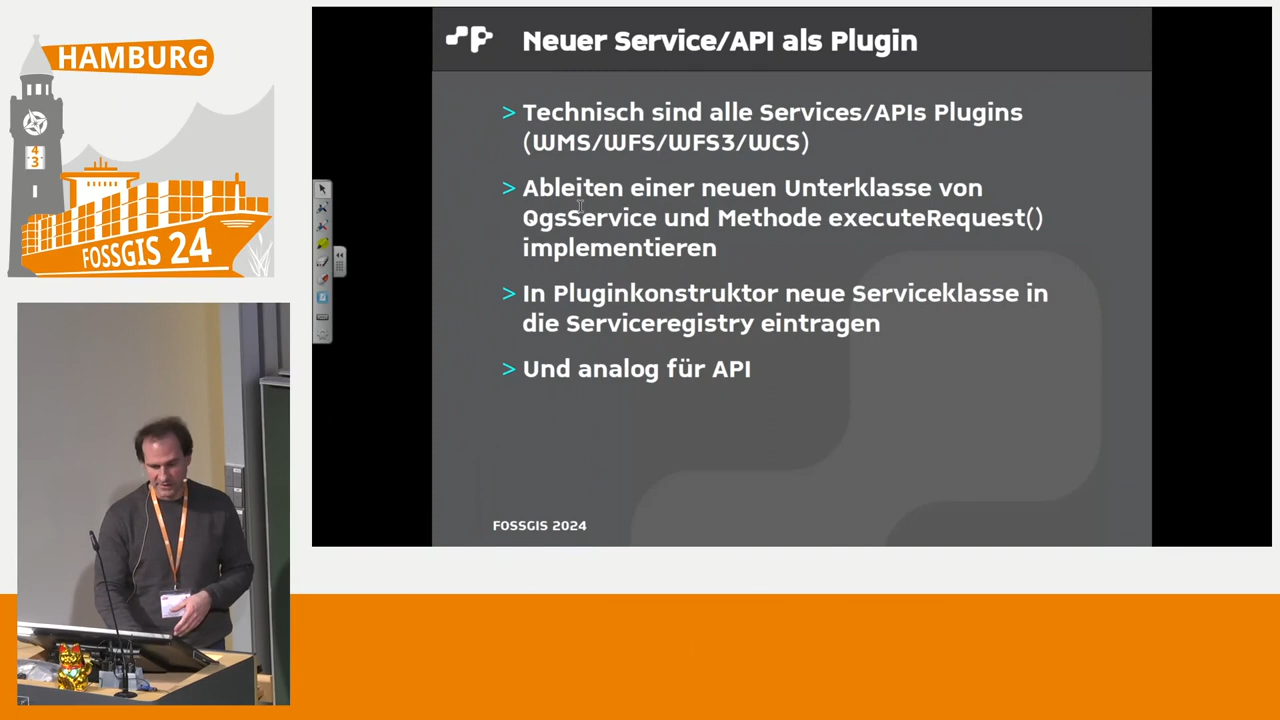 HAMBURG
4
3
FOSSGIS 24
Neuer Service/API als Plugin
> Technisch sind alle Services/APIs Plugins
(WMS/WFS/WFS3/WCS)
> Ableiten einer neuen Unterklasse von
QgsService und Methode executeRequest()
implementieren
> In Pluginkonstruktor neue Serviceklasse in
die Serviceregistry eintragen
> Und analog für API
FOSSGIS 2024